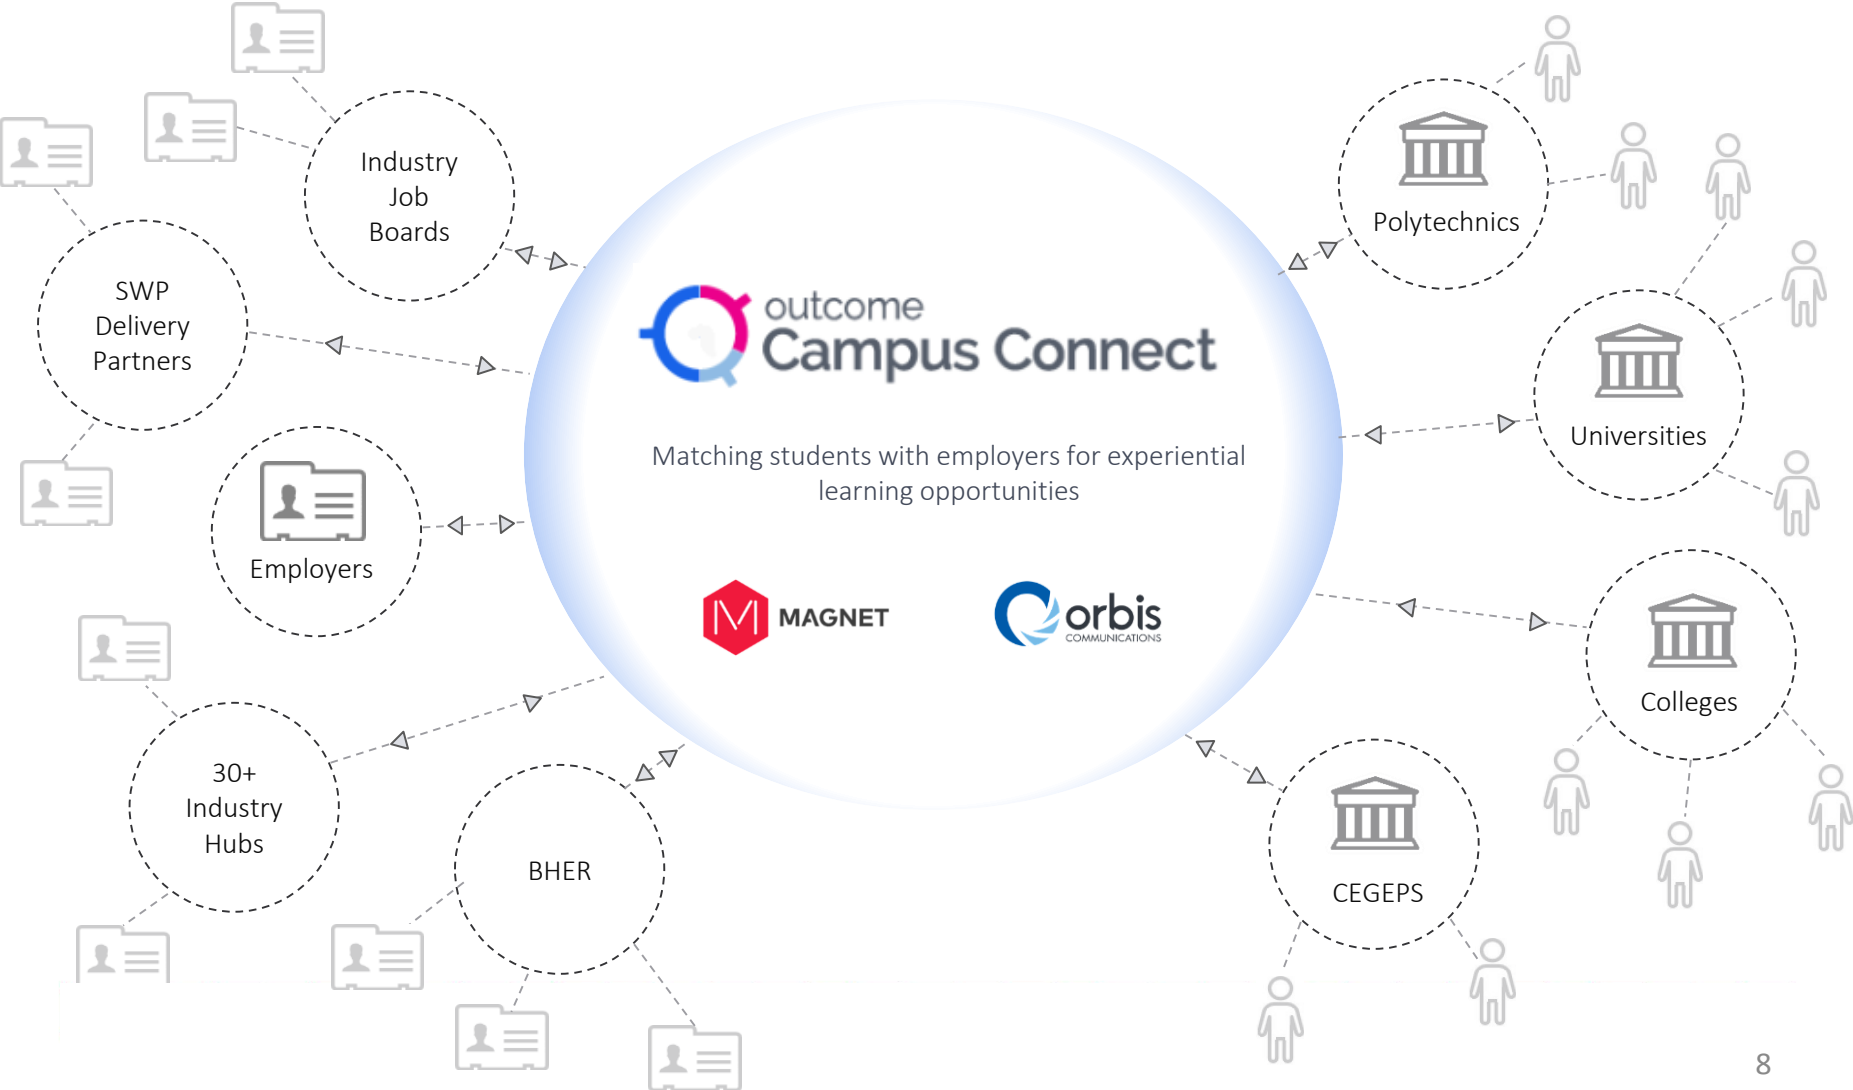 Industry
Job
Boards
SWP
Delivery
Partners
Employers
30+
Industry
Hubs
BHER
outcome
Campus Connect
Matching students with employers for experiential
learning opportunities
MAGNET
orbis
COMMUNICATIONS
Polytechnics
Universities
Colleges
CEGEPS
8